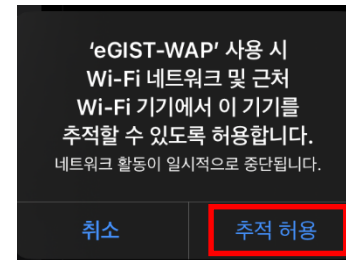 'eGIST-WAP' 사용 시
Wi-Fi 네트워크 및 근처
Wi-Fi 기기에서 이 기기를
추적할 수 있도록 허용합니다.
네트워크 활동이 일시적으로 중단됩니다.
취소
추적 허용